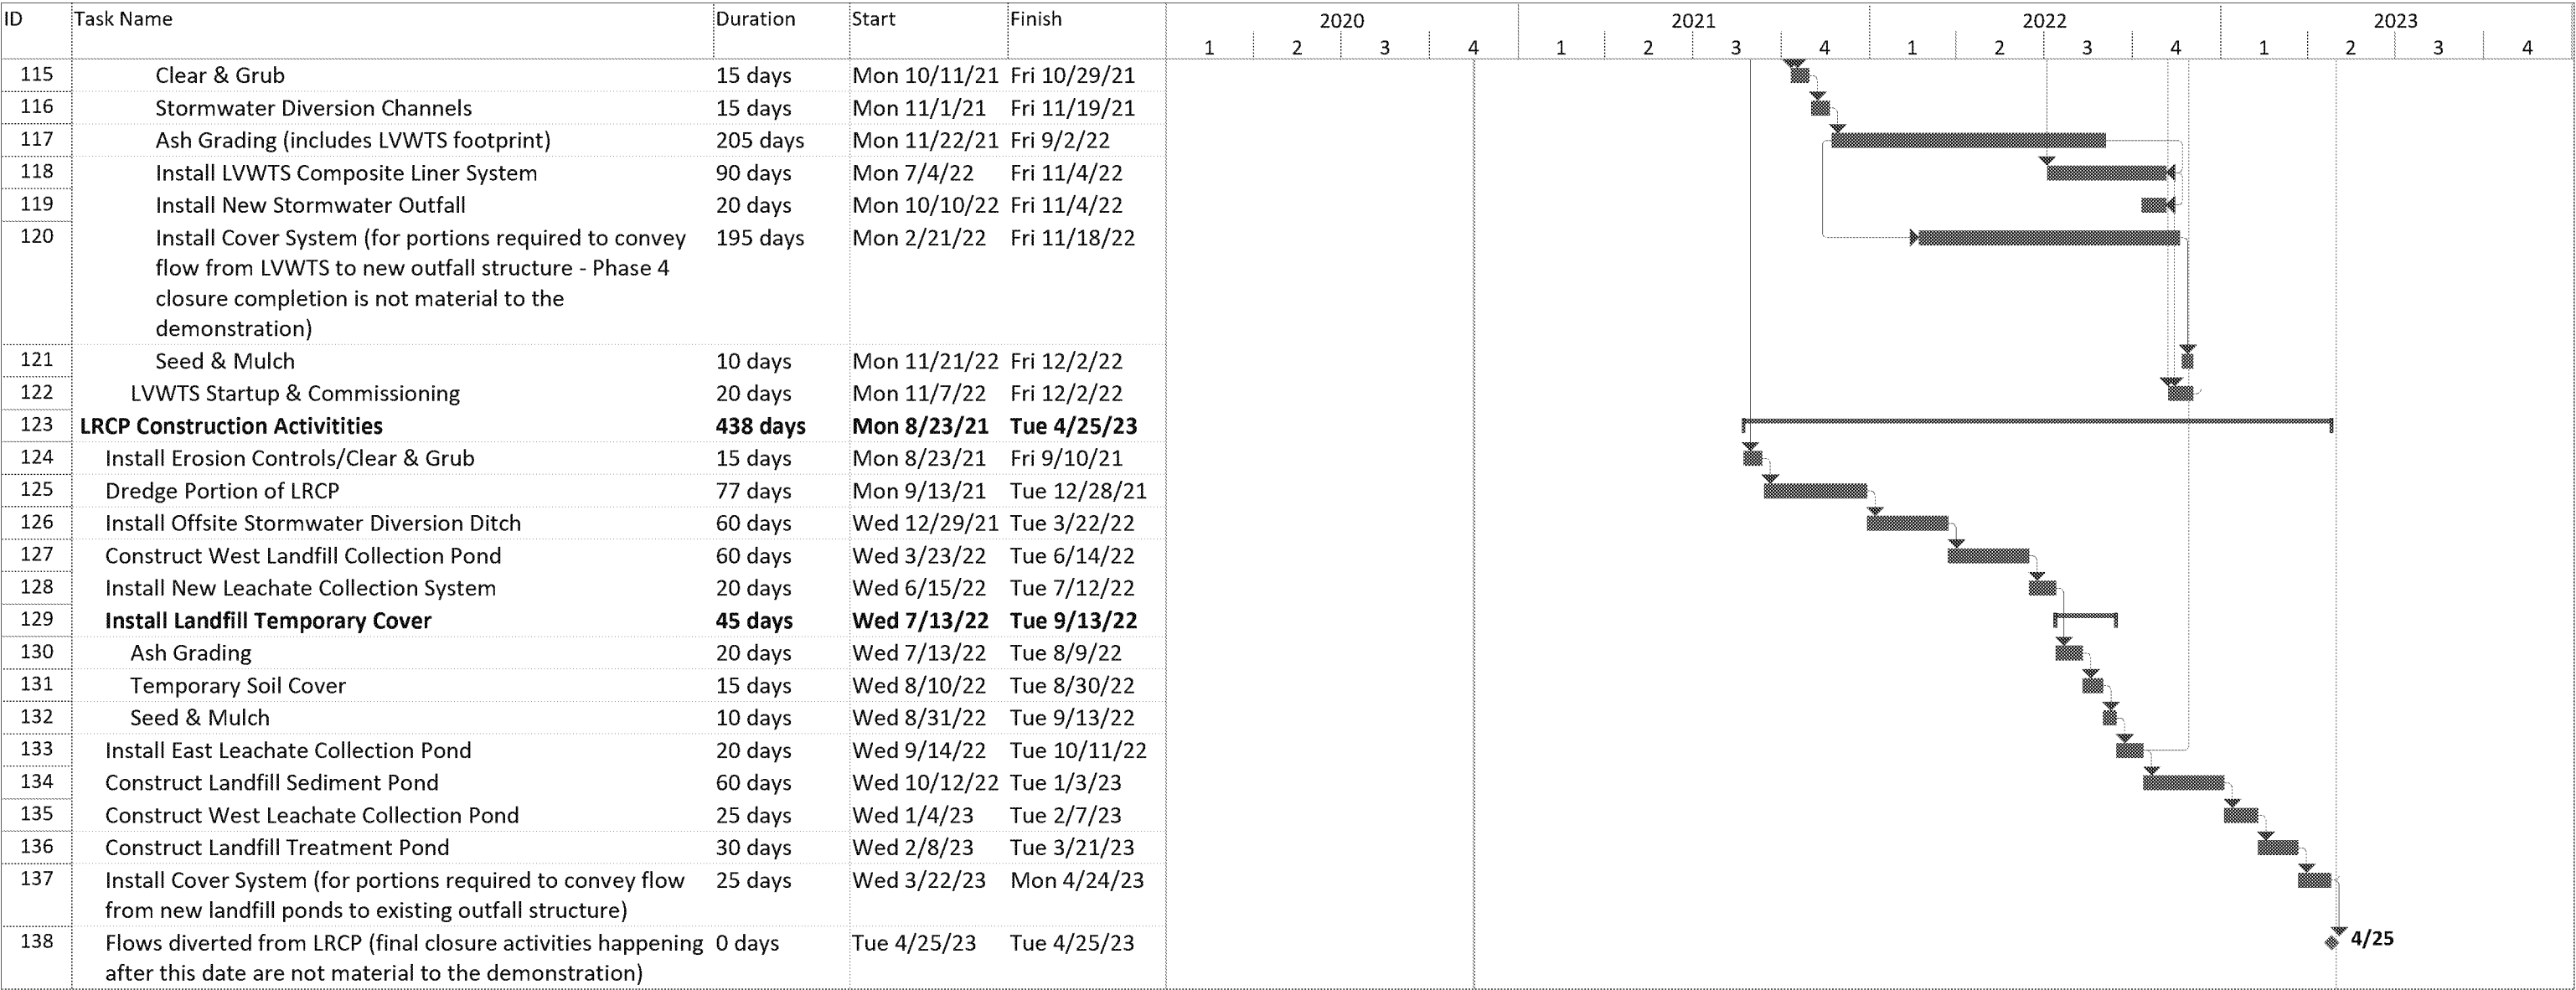 ID Task Name Duration Start Finish 2020 2021 2022 2023
1 2 3 4 1 2 3 4 1 2 3 4 1 2 3 4
115 Clear & Grub 15 days Mon 10/11/21 Fri 10/29/21
116 Stormwater Diversion Channels 15 days Mon 11/1/21 Fri 11/19/21
117 Ash Grading (includes LVWTS footprint) 205 days Mon 11/22/21 Fri 9/2/22
118 Install LVWTS Composite Liner System 90 days Mon 7/4/22 Fri 11/4/22
119 Install New Stormwater Outfall 20 days Mon 10/10/22 Fri 11/4/22
120 Install Cover System (for portions required to convey 195 days Mon 2/21/22 Fri 11/18/22
flow from LVWTS to new outfall structure - Phase 4
closure completion is not material to the
demonstration)
121 Seed & Mulch 10 days Mon 11/21/22 Fri 12/2/22
122 LVWTS Startup & Commissioning 20 days Mon 11/7/22 Fri 12/2/22
123 LRCP Construction Activitities 438 days Mon 8/23/21 Tue 4/25/23
124 Install Erosion Controls/Clear & Grub 15 days Mon 8/23/21 Fri 9/10/21
125 Dredge Portion of LRCP 77 days Mon 9/13/21 Tue 12/28/21
126 Install Offsite Stormwater Diversion Ditch 60 days Wed 12/29/21 Tue 3/22/22
127 Construct West Landfill Collection Pond 60 days Wed 3/23/22 Tue 6/14/22
128 Install New Leachate Collection System 20 days Wed 6/15/22 Tue 7/12/22
129 Install Landfill Temporary Cover 45 days Wed 7/13/22 Tue 9/13/22
130 Ash Grading 20 days Wed 7/13/22 Tue 8/9/22
131 Temporary Soil Cover 15 days Wed 8/10/22 Tue 8/30/22
132 Seed & Mulch 10 days Wed 8/31/22 Tue 9/13/22
133 Install East Leachate Collection Pond 20 days Wed 9/14/22 Tue 10/11/22
134 Construct Landfill Sediment Pond 60 days Wed 10/12/22 Tue 1/3/23
135 Construct West Leachate Collection Pond 25 days Wed 1/4/23 Tue 2/7/23
136 Construct Landfill Treatment Pond 30 days Wed 2/8/23 Tue 3/21/23
137 Install Cover System (for portions required to convey flow 25 days Wed 3/22/23 Mon 4/24/23
from new landfill ponds to existing outfall structure)
138 Flows diverted from LRCP (final closure activities happening 0 days Tue 4/25/23 Tue 4/25/23 4/25
after this date are not material to the demonstration)